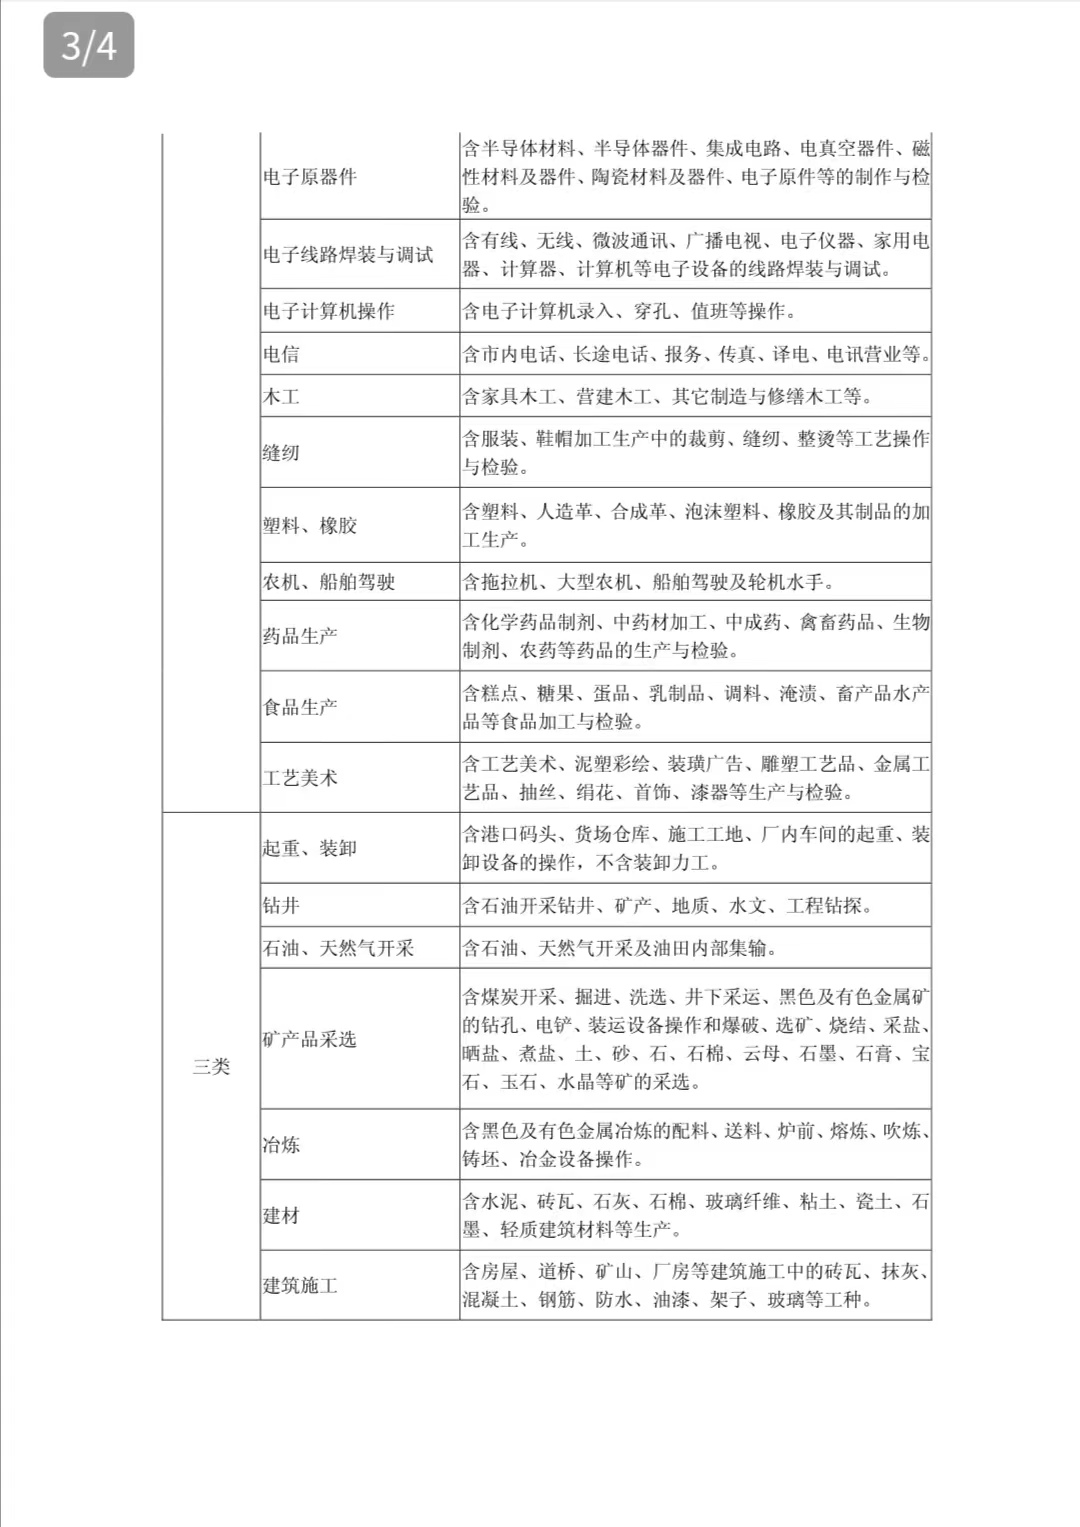 3/4
电子原器件
含半导体材料、半导体器件、集成电路、电真空器件、磁
性材料及器件、陶瓷材料及器件、电子原件等的制作与检
验。
电子线路焊装与调试
含有线、无线、微波通讯、广播电视、电子仪器、家用电
器、计算器、计算机等电子设备的线路焊装与调试。
电子计算机操作
含电子计算机录入、穿孔、值班等操作。
电信
含市内电话、长途电话、报务、传真、译电、电讯营业等。
木工
含家具木工、营建木工、其它制造与修缮木工等。
缝纫
含服装、鞋帽加工生产中的裁剪、缝纫、整烫等工艺操作
与检验。
塑料、橡胶
含塑料、人造革、合成革、泡沫塑料、橡胶及其制品的加
工生产。
农机、船舶驾驶
含拖拉机、大型农机、船舶驾驶及轮机水手。
药品生产
含化学药品制剂、中药材加工、中成药、禽畜药品、生物
制剂、农药等药品的生产与检验。
食品生产
含糕点、糖果、蛋品、乳制品、调料、淹渍、畜产品水产
品等食品加工与检验。
工艺美术
含工艺美术、泥塑彩绘、装璜广告、雕塑工艺品、金属工
艺品、抽丝、绢花、首饰、漆器等生产与检验。
三类
起重、装卸
含港口码头、货场仓库、施工工地、厂内车间的起重、装
卸设备的操作，不含装卸力工。
钻井
含石油开采钻井、矿产、地质、水文、工程钻探。
石油、天然气开采
含石油、天然气开采及油田内部集输。
矿产品采选
含煤炭开采、掘进、洗选、井下采运、黑色及有色金属矿
的钻孔、电铲、装运设备操作和爆破、选矿、烧结、采盐、
晒盐、煮盐、土、砂、石、石棉、云母、石墨、石膏、宝
石、玉石、水晶等矿的采选。
冶炼
含黑色及有色金属冶炼的配料、送料、炉前、熔炼、吹炼、
铸坯、冶金设备操作。
建材
含水泥、砖瓦、石灰、石棉、玻璃纤维、粘土、瓷土、石
墨、轻质建筑材料等生产。
建筑施工
含房屋、道桥、矿山、厂房等建筑施工中的砖瓦、抹灰、
混凝土、钢筋、防水、油漆、架子、玻璃等工种。